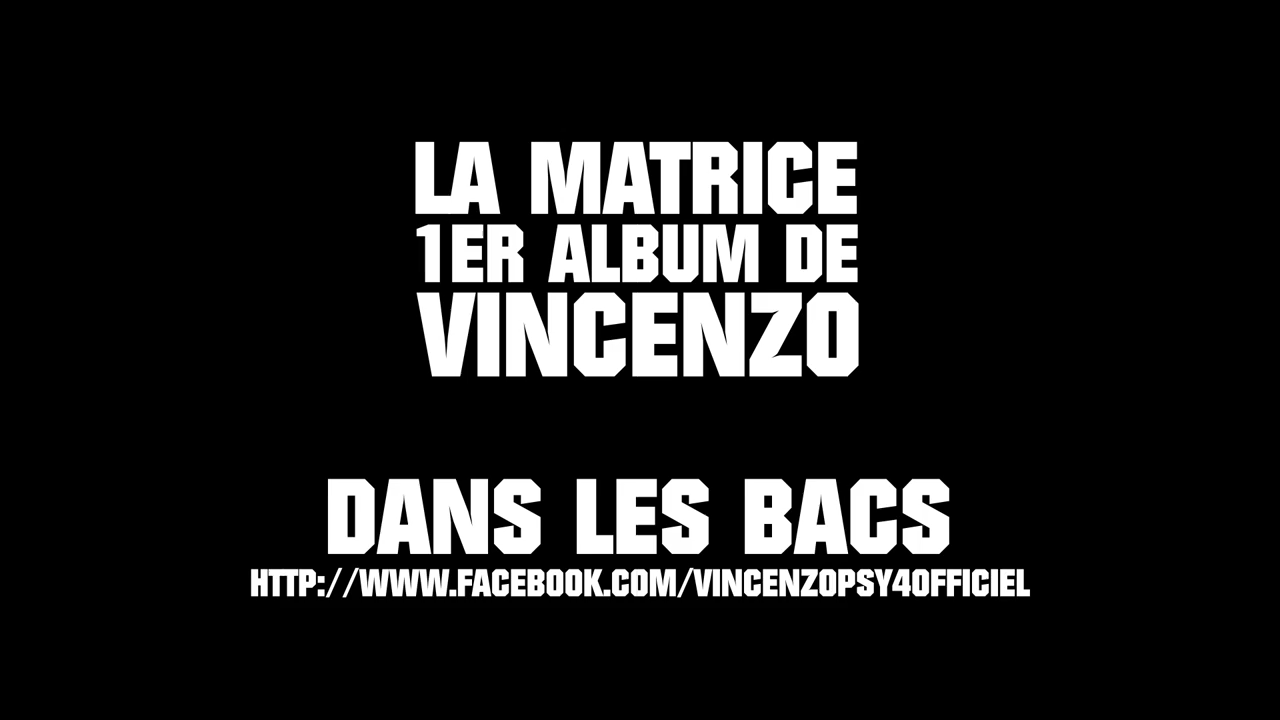 LA MATRICE
1ER ALBUM DE
VINCENZO
DANS LES BACS
HTTP://WWW.FACEBOOK.COM/VINCENZOPSY4OFFICIEL